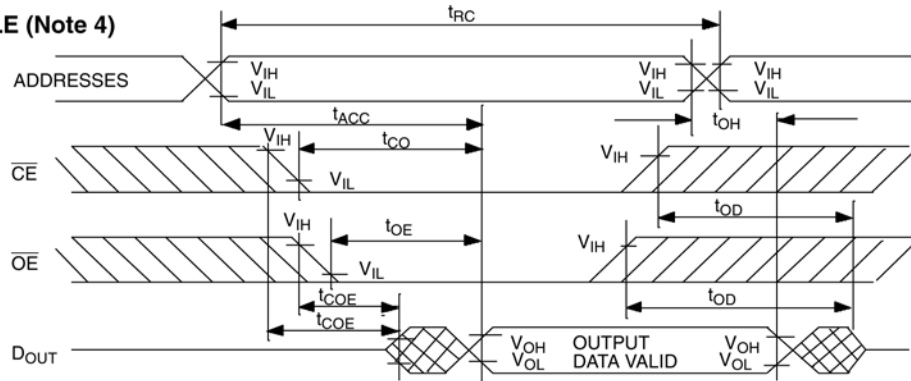 tRC
LE (Note 4)
ADDRESSES
VIH
VIL
VIH
VIL
VIH
VIL
tACC
tOH
tCO
VIH
VIH
CE
VIL
tOD
tOE
VIH
VIH
OE
VIL
tCOE
tOD
tCOE
DOUT
VOH
VOL
OUTPUT
DATA VALID
VOH
VOL